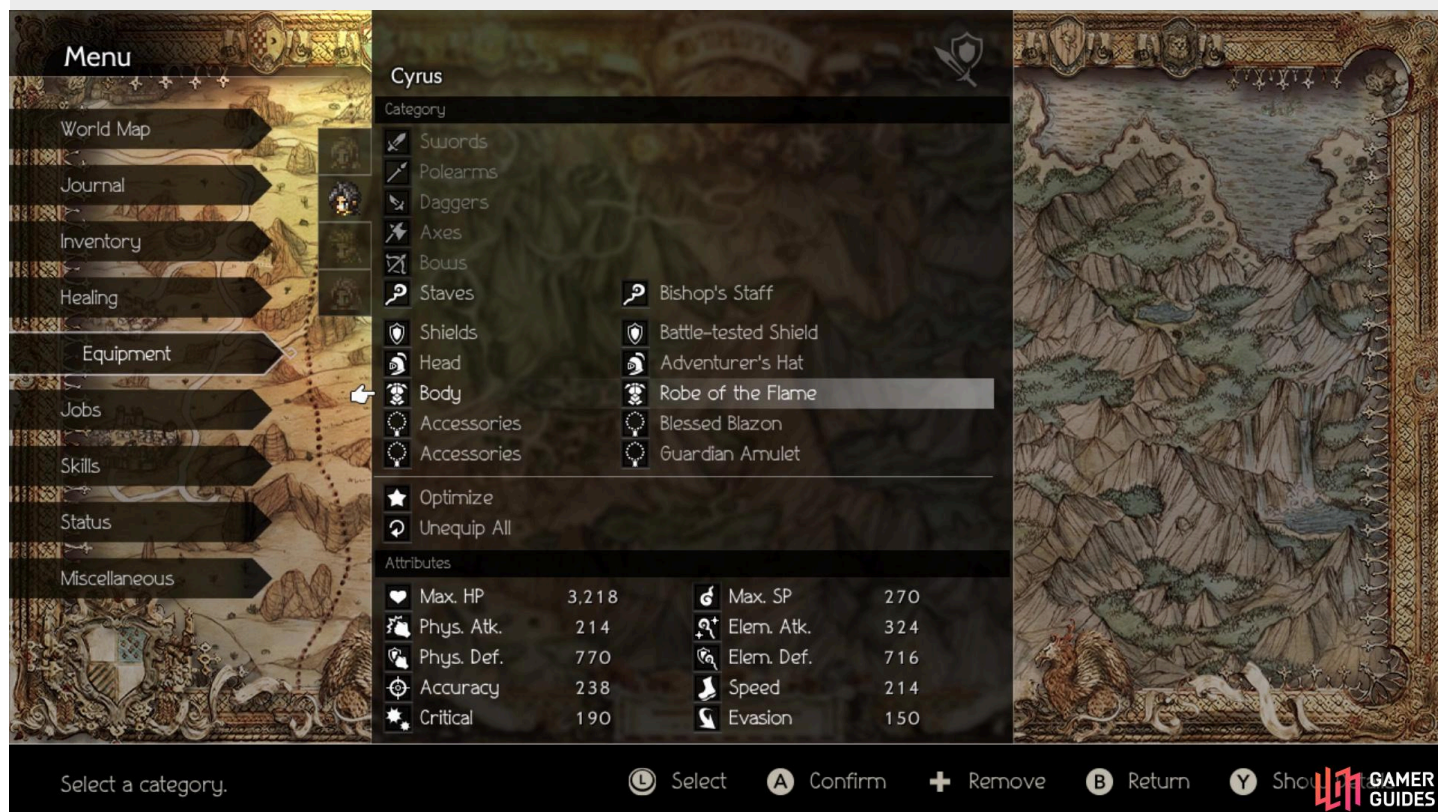 Menu
World Map
Journal
Inventory
Healing
Equipment
Jobs
Skills
Status
Miscellaneous
Cyrus
Category
Swords
Polearms
Daggers
Axes
Bows
Staves Bishop's Staff
Shields Battle-tested Shield
Head Adventurer's Hat
Body Robe of the Flame
Accessories Blessed Blazon
Accessories Guardian Amulet
Optimize
Unequip All
Attributes
Max. HP 3,218 Max. SP 270
Phys. Atk. 214 Elem. Atk. 324
Phys. Def. 770 Elem. Def. 716
Accuracy 238 Speed 214
Critical 190 Evasion 150
Select a category.
L Select A Confirm Remove B Return Y
GAMER
GUIDES